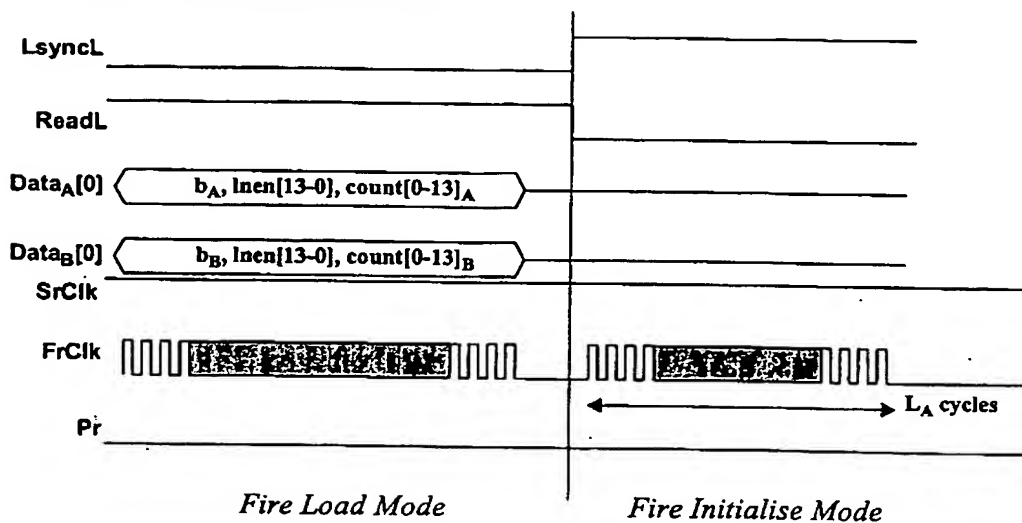 LsyncL
ReadL
DataA[0] bA, lnen[13-0], count[0-13]A
DataB[0] bB, lnen[13-0], count[0-13]B
SrClk
FrClk
LA cycles
Pr
Fire Load Mode Fire Initialise Mode